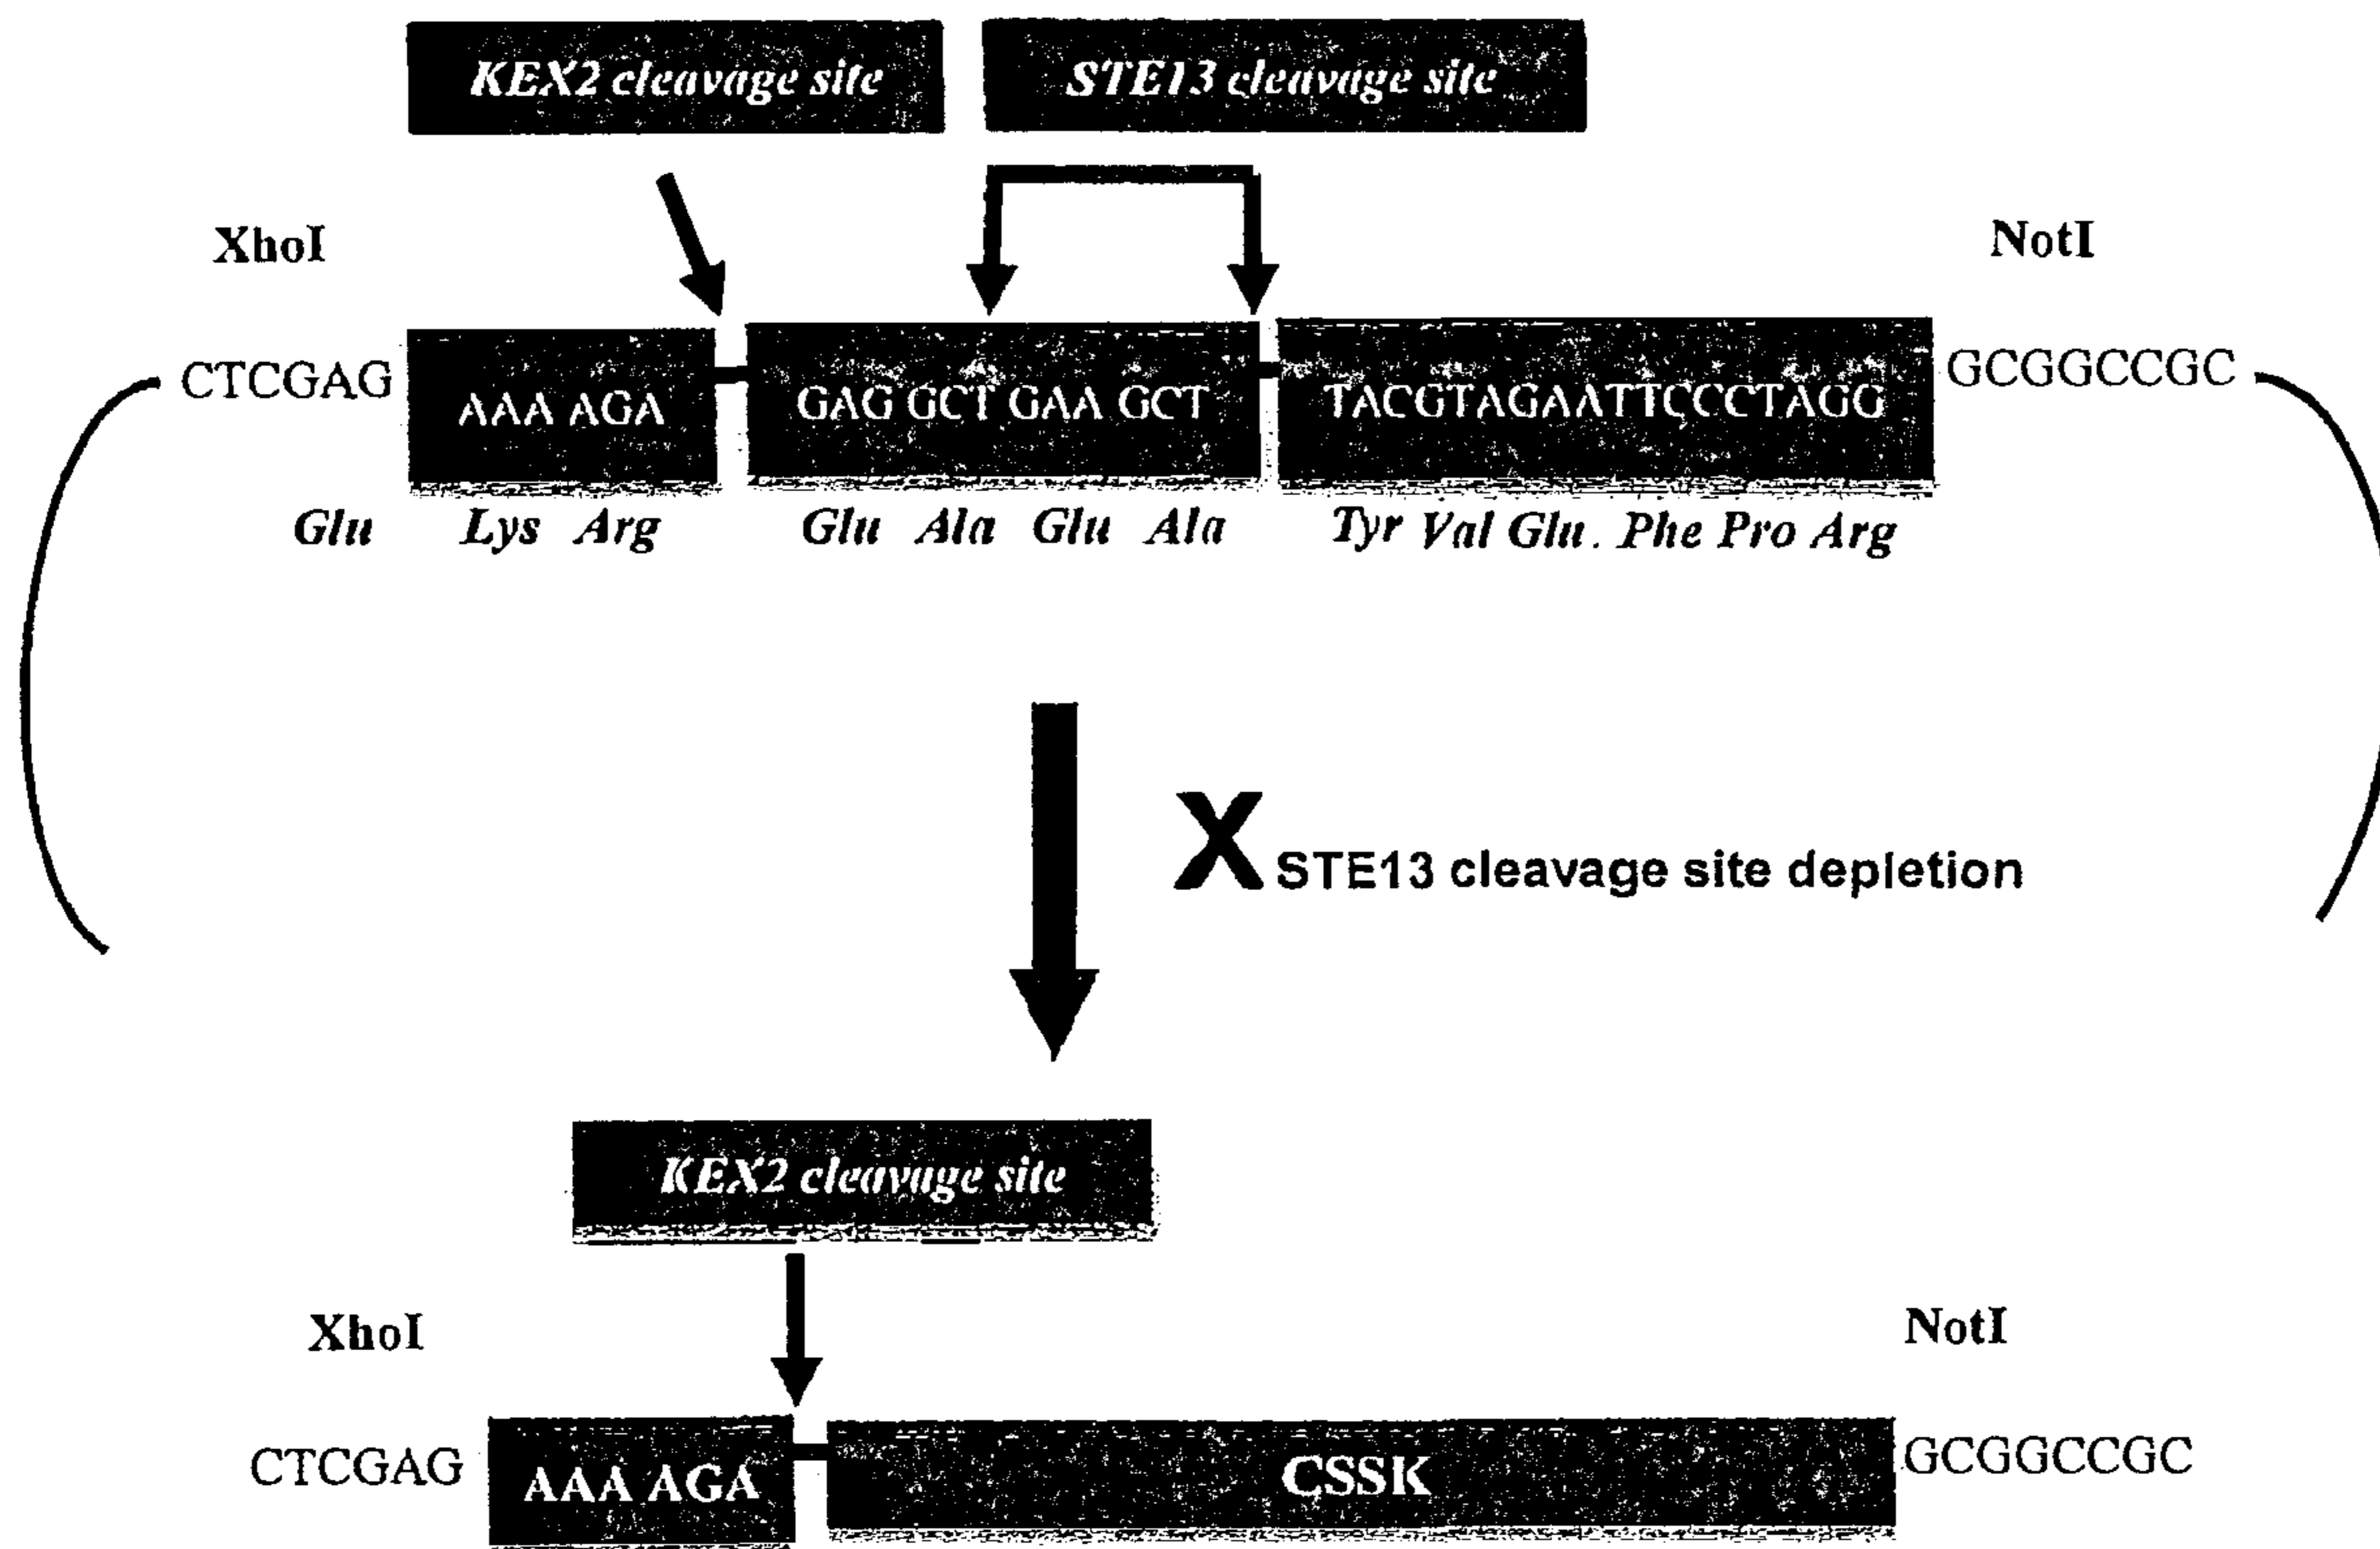 KEX2 cleavage site STE13 cleavage site
XhoI NotI
CTCGAG AAA AGA GAG GCT GAA GCT TACGTAGAATTCCCTAGG GCGGCCGC
Glu Lys Arg Glu Ala Glu Ala Tyr Val Glu. Phe Pro Arg
X STE13 cleavage site depletion
KEX2 cleavage site
XhoI NotI
CTCGAG AAA AGA CSSK GCGGCCGC